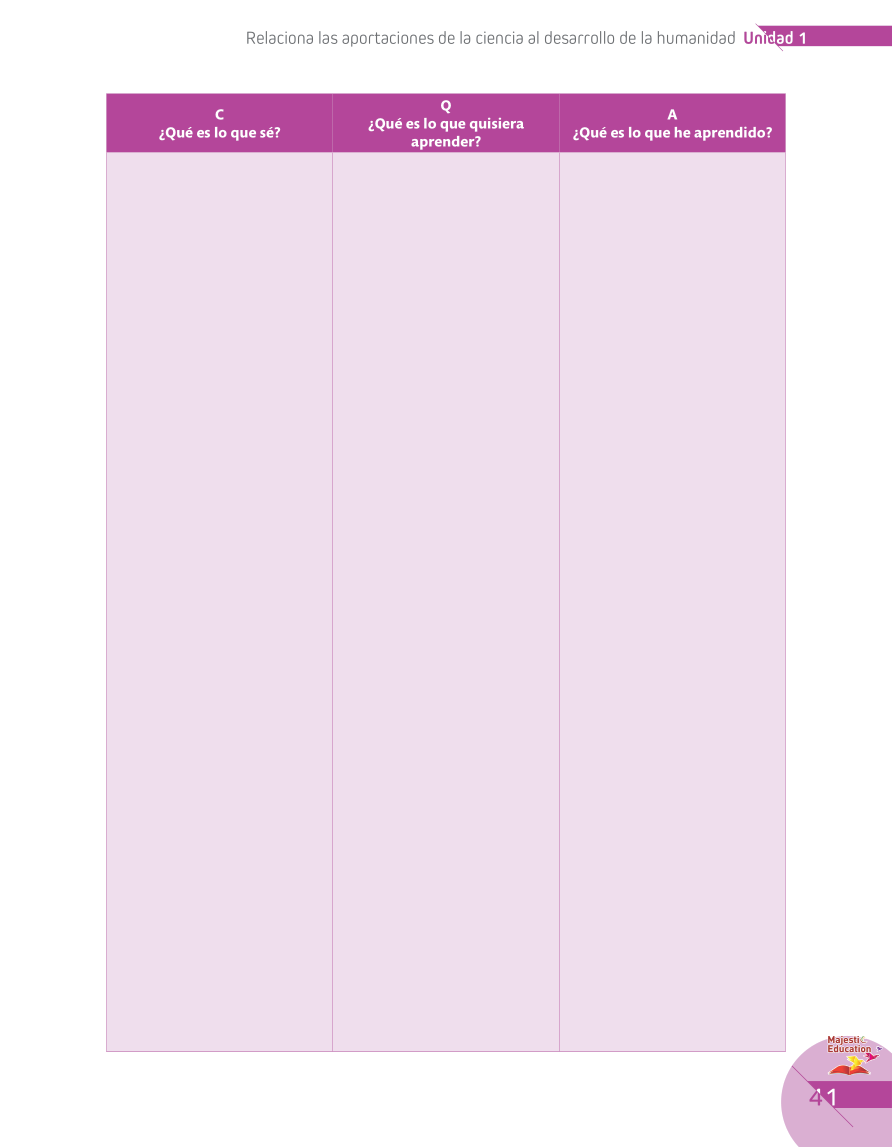 Relaciona las aportaciones de la ciencia al desarrollo de la humanidad Unidad 1
C
¿Qué es lo que sé?
Q
¿Qué es lo que quisiera
aprender?
A
¿Qué es lo que he aprendido?
Majestic
Education
41